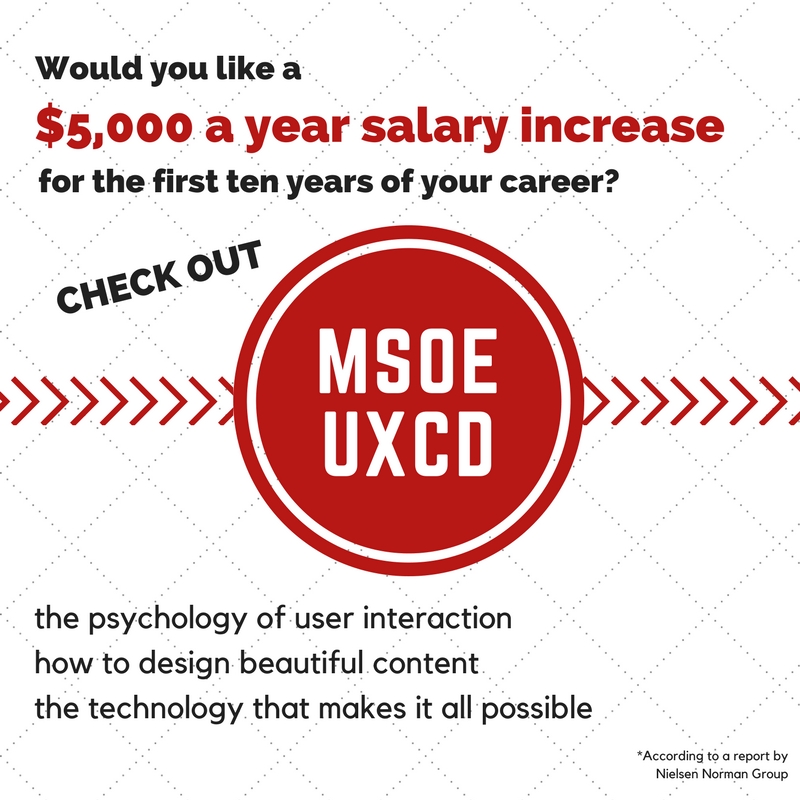 Would you like a
$5,000 a year salary increase
for the first ten years of your career?
CHECK OUT
MSOE
UXCD
the psychology of user interaction
how to design beautiful content
the technology that makes it all possible
*According to a report by
Nielsen Norman Group